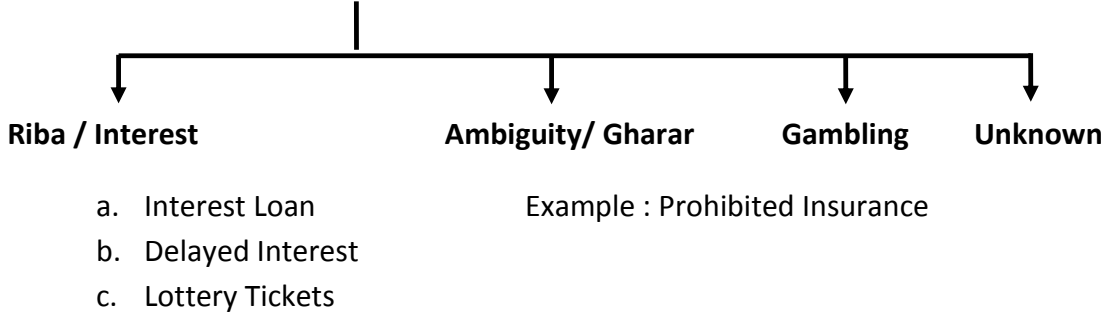 Riba / Interest Ambiguity/ Gharar Gambling Unknown
a. Interest Loan Example : Prohibited Insurance
b. Delayed Interest
c. Lottery Tickets